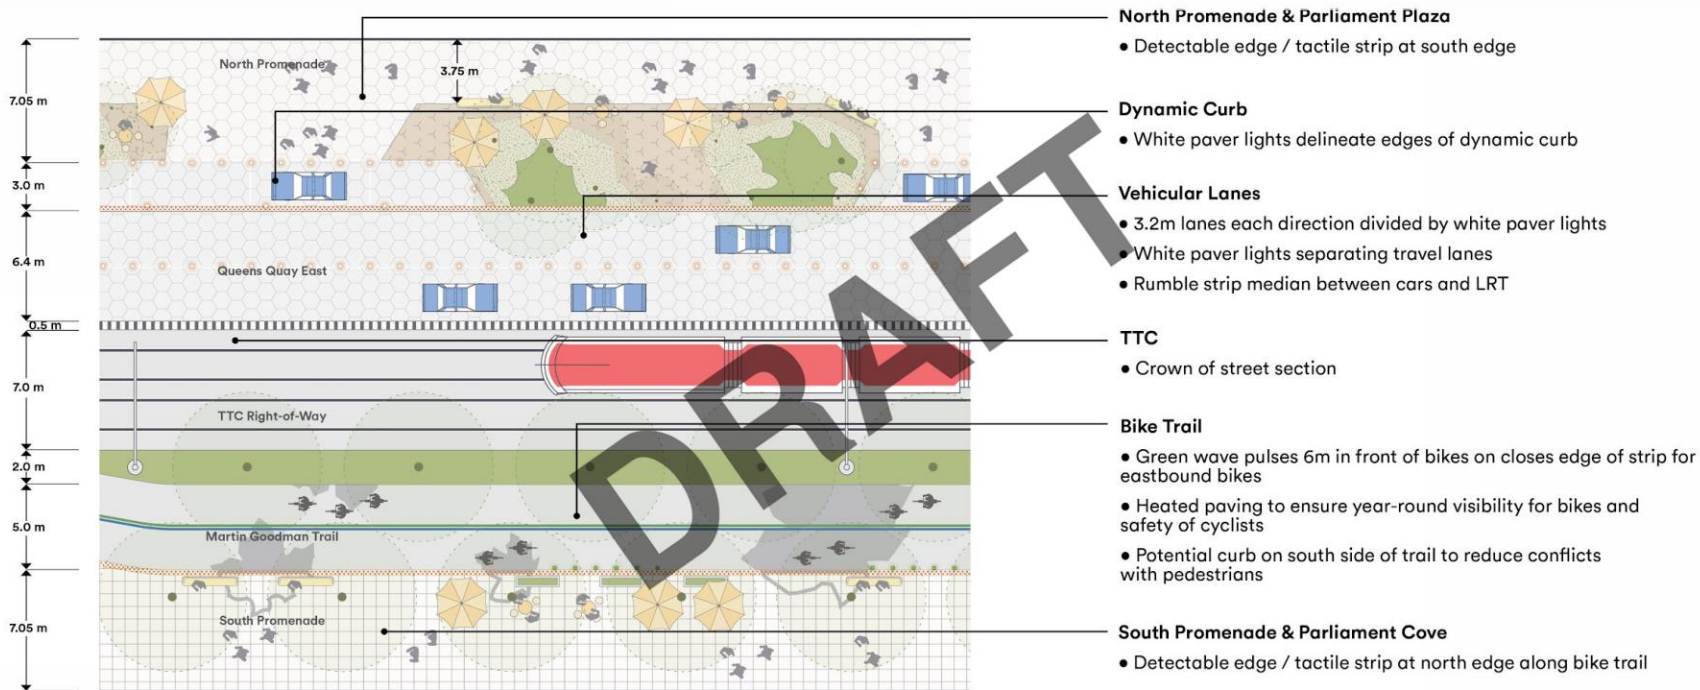 North Promenade & Parliament Plaza
• Detectable edge / tactile strip at south edge
North Promenade
3.75 m
7.05 m
Dynamic Curb
• White paver lights delineate edges of dynamic curb
3.0 m
Vehicular Lanes
• 3.2m lanes each direction divided by white paver lights
• White paver lights separating travel lanes
• Rumble strip median between cars and LRT
6.4 m
Queens Quay East
0.5 m
TTC
• Crown of street section
7.0 m
TTC Right-of-Way
Bike Trail
• Green wave pulses 6m in front of bikes on closes edge of strip for
eastbound bikes
• Heated paving to ensure year-round visibility for bikes and
safety of cyclists
• Potential curb on south side of trail to reduce conflicts
with pedestrians
2.0 m
5.0 m
Martin Goodman Trail
7.05 m
South Promenade
South Promenade & Parliament Cove
• Detectable edge / tactile strip at north edge along bike trail
DRAFT